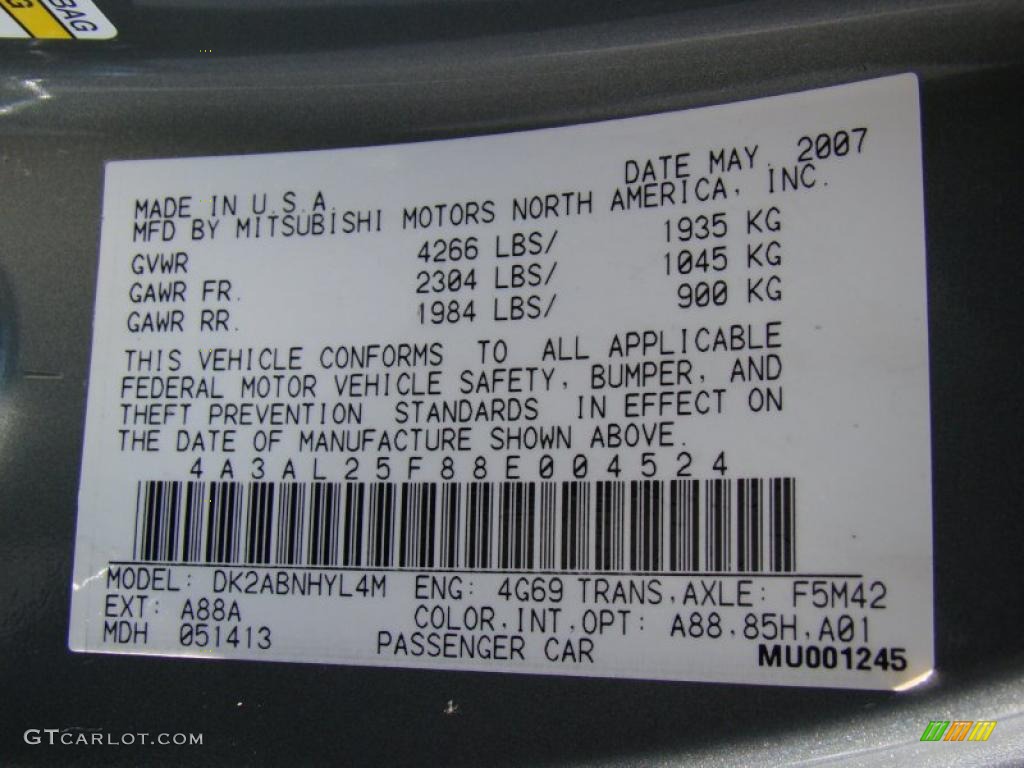 BAG
G
DATE MAY. 2007
MADE IN U.S.A.
MFD BY MITSUBISHI MOTORS NORTH AMERICA, INC.
GVWR 4266 LBS/ 1935 KG
GAWR FR. 2304 LBS/ 1045 KG
GAWR RR. 1984 LBS/ 900 KG
THIS VEHICLE CONFORMS TO ALL APPLICABLE
FEDERAL MOTOR VEHICLE SAFETY, BUMPER, AND
THEFT PREVENTION STANDARDS IN EFFECT ON
THE DATE OF MANUFACTURE SHOWN ABOVE.
4A3AL25F88E004524
MODEL: DK2ABNHYL4M ENG: 4G69 TRANS.AXLE: F5M42
EXT: A88A COLOR.INT.OPT: A88.85H.A01
MDH 051413 PASSENGER CAR
MU001245
GTCARLOT.COM